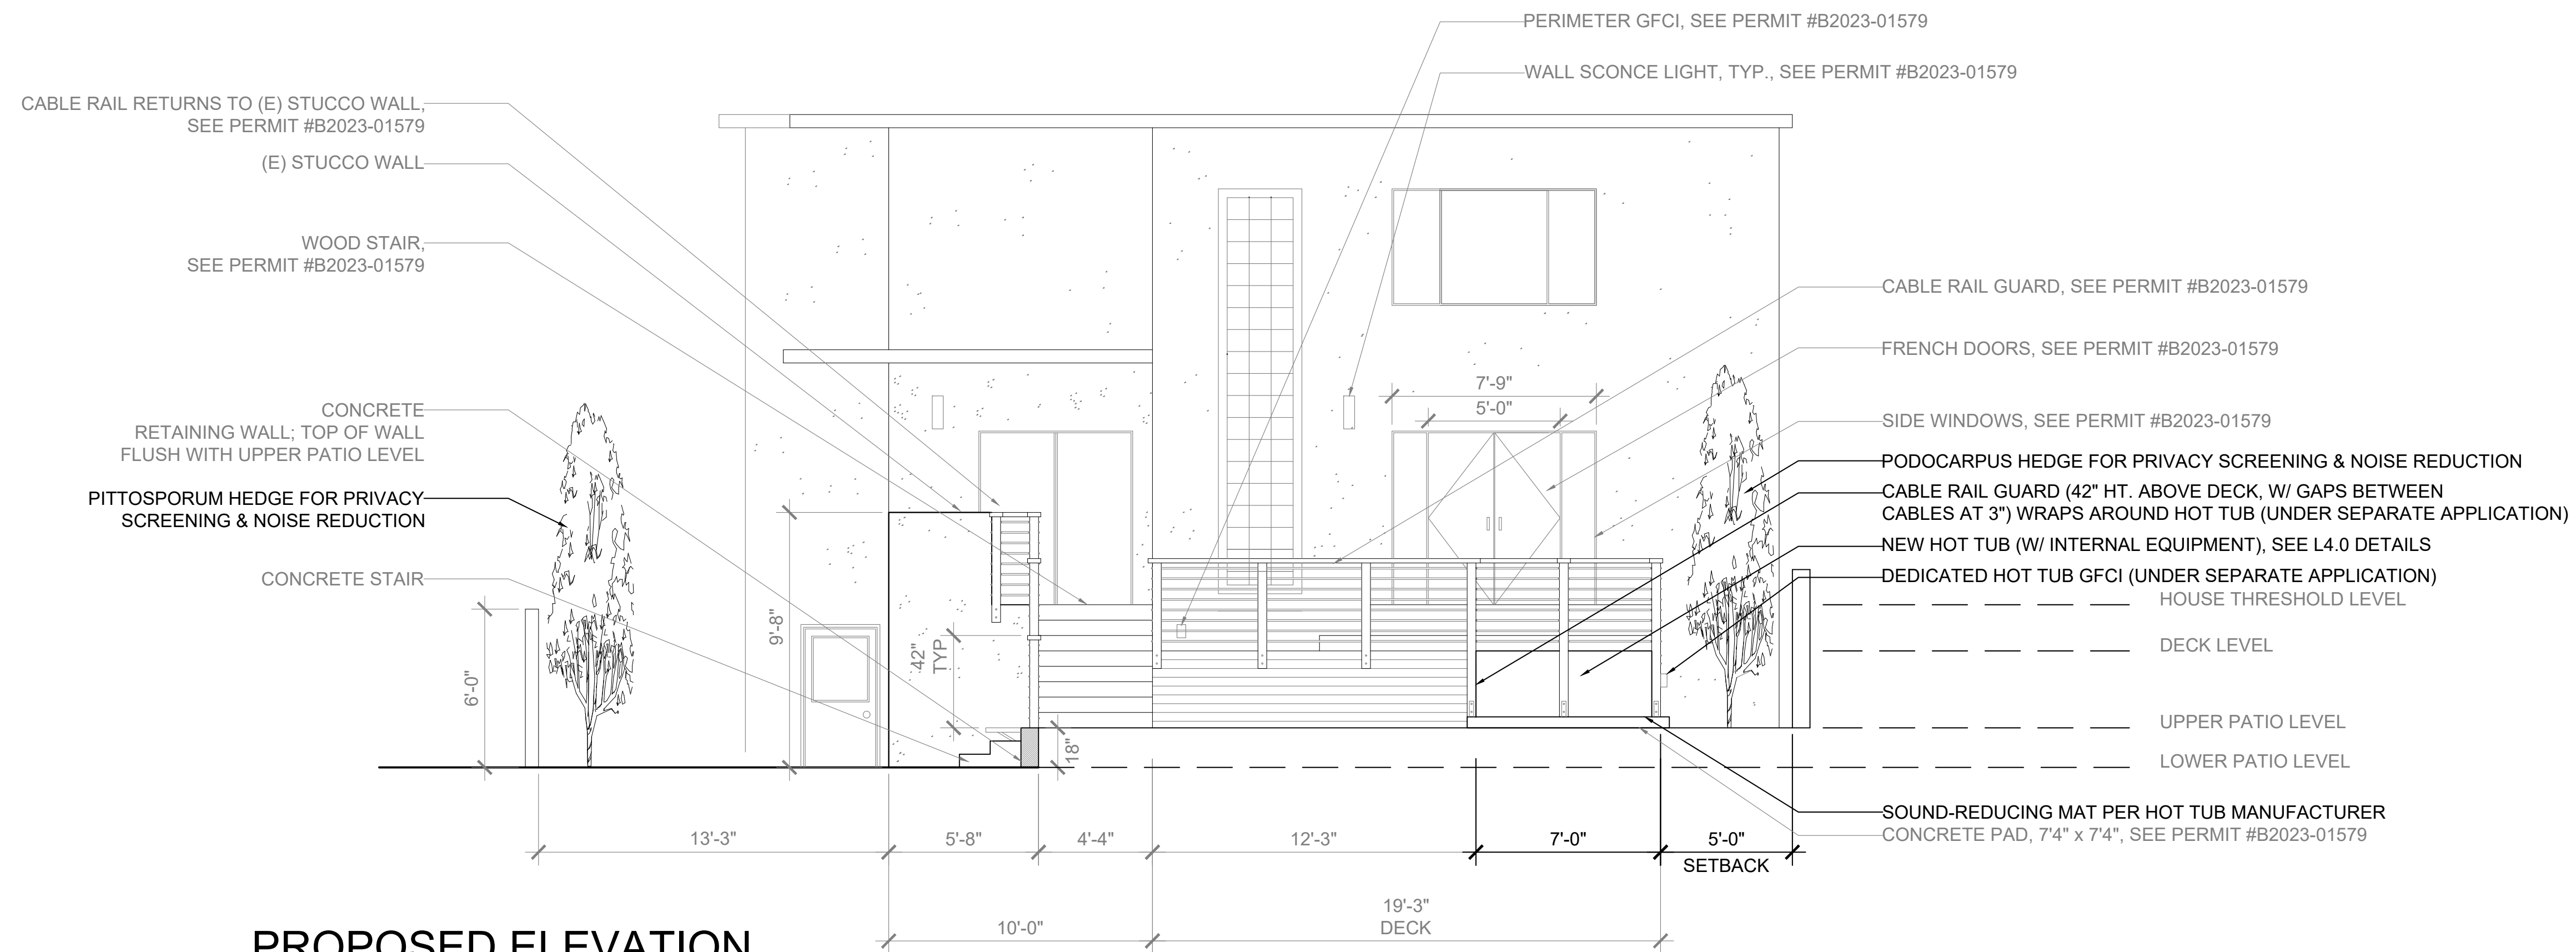 PERIMETER GFCI, SEE PERMIT #B2023-01579
WALL SCONCE LIGHT, TYP., SEE PERMIT #B2023-01579
CABLE RAIL RETURNS TO (E) STUCCO WALL,
SEE PERMIT #B2023-01579
(E) STUCCO WALL
WOOD STAIR,
SEE PERMIT #B2023-01579
CONCRETE
RETAINING WALL; TOP OF WALL
FLUSH WITH UPPER PATIO LEVEL
PITTOSPORUM HEDGE FOR PRIVACY
SCREENING & NOISE REDUCTION
CONCRETE STAIR
6'-0"
9'-8"
42"
TYP
18"
7'-9"
5'-0"
CABLE RAIL GUARD, SEE PERMIT #B2023-01579
FRENCH DOORS, SEE PERMIT #B2023-01579
SIDE WINDOWS, SEE PERMIT #B2023-01579
PODOCARPUS HEDGE FOR PRIVACY SCREENING & NOISE REDUCTION
CABLE RAIL GUARD (42" HT. ABOVE DECK, W/ GAPS BETWEEN
CABLES AT 3") WRAPS AROUND HOT TUB (UNDER SEPARATE APPLICATION)
NEW HOT TUB (W/ INTERNAL EQUIPMENT), SEE L4.0 DETAILS
DEDICATED HOT TUB GFCI (UNDER SEPARATE APPLICATION)
HOUSE THRESHOLD LEVEL
DECK LEVEL
UPPER PATIO LEVEL
LOWER PATIO LEVEL
SOUND-REDUCING MAT PER HOT TUB MANUFACTURER
CONCRETE PAD, 7'4" x 7'4", SEE PERMIT #B2023-01579
13'-3"
5'-8"
4'-4"
12'-3"
7'-0"
5'-0"
SETBACK
10'-0"
19'-3"
DECK
PROPOSED ELEVATION